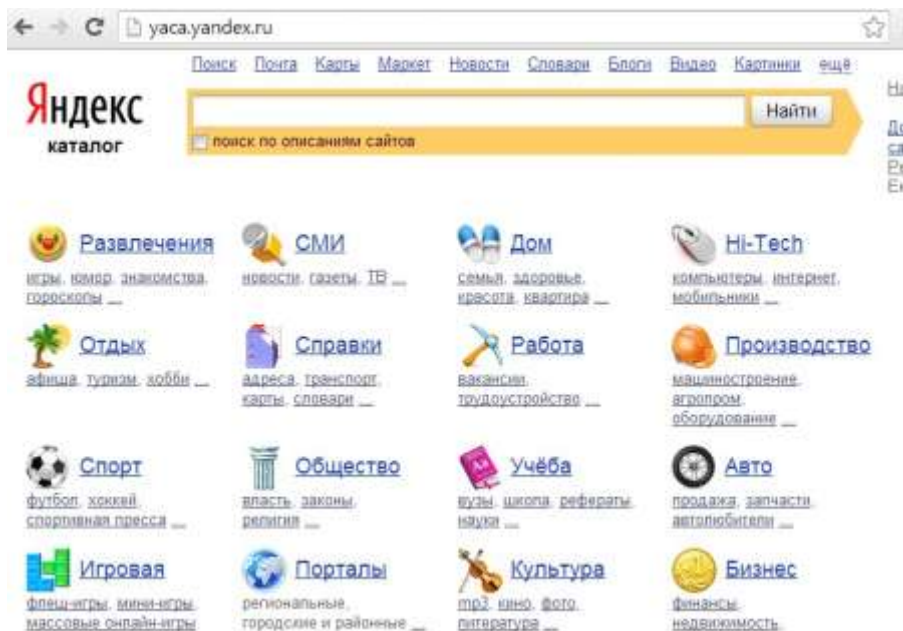 yaca.yandex.ru
Поиск Почта Карты Маркет Новости Словари Блоги Видео Картинки ещё
Яндекс
каталог
Найти
поиск по описаниям сайтов
Развлечения
игры, юмор, знакомства,
гороскопы ...
СМИ
новости, газеты, ТВ ...
Дом
семья, здоровье,
красота, квартира ...
Hi-Tech
компьютеры, интернет,
мобильники ...
Отдых
афиша, туризм, хобби ...
Справки
адреса, транспорт,
карты, словари ...
Работа
вакансии,
трудоустройство ...
Производство
машиностроение,
агропром,
оборудование ...
Спорт
футбол, хоккей,
спортивная пресса ...
Общество
власть, законы,
религия ...
Учёба
вузы, школа, рефераты,
науки ...
Авто
продажа, запчасти,
автолюбители ...
Игровая
флеш-игры, мини-игры,
массовые онлайн-игры
Порталы
региональные,
городские и районные ...
Культура
mp3, кино, фото,
литература ...
Бизнес
финансы,
недвижимость,